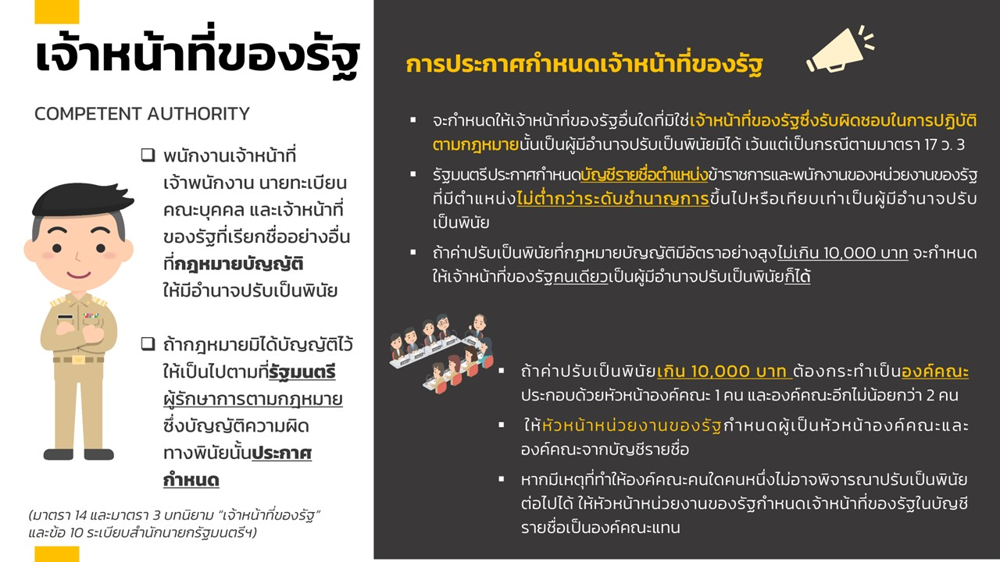 เจ้าหน้าที่ของรัฐ
COMPETENT AUTHORITY
❑ พนักงานเจ้าหน้าที่
เจ้าพนักงาน นายทะเบียน
คณะบุคคล และเจ้าหน้าที่
ของรัฐที่เรียกชื่ออย่างอื่น
ที่กฎหมายบัญญัติ
ให้มีอำนาจปรับเป็นพินัย
❑ ถ้ากฎหมายมิได้บัญญัติไว้
ให้เป็นไปตามที่รัฐมนตรี
ผู้รักษาการตามกฎหมาย
ซึ่งบัญญัติความผิด
ทางพินัยนั้นประกาศ
กำหนด
(มาตรา 14 และมาตรา 3 บทนิยาม “เจ้าหน้าที่ของรัฐ”
และข้อ 10 ระเบียบสำนักนายกรัฐมนตรีฯ)
การประกาศกำหนดเจ้าหน้าที่ของรัฐ
▪ จะกำหนดให้เจ้าหน้าที่ของรัฐอื่นใดที่มิใช่เจ้าหน้าที่ของรัฐซึ่งรับผิดชอบในการปฏิบัติ
ตามกฎหมายนั้นเป็นผู้มีอำนาจปรับเป็นพินัยมิได้ เว้นแต่เป็นกรณีตามมาตรา 17 ว. 3
▪ รัฐมนตรีประกาศกำหนดบัญชีรายชื่อตำแหน่งข้าราชการและพนักงานของหน่วยงานของรัฐ
ที่มีตำแหน่งไม่ต่ำกว่าระดับชำนาญการขึ้นไปหรือเทียบเท่าเป็นผู้มีอำนาจปรับ
เป็นพินัย
▪ ถ้าค่าปรับเป็นพินัยที่กฎหมายบัญญัติมีอัตราอย่างสูงไม่เกิน 10,000 บาท จะกำหนด
ให้เจ้าหน้าที่ของรัฐคนเดียวเป็นผู้มีอำนาจปรับเป็นพินัยก็ได้
▪ ถ้าค่าปรับเป็นพินัยเกิน 10,000 บาท ต้องกระทำเป็นองค์คณะ
ประกอบด้วยหัวหน้าองค์คณะ 1 คน และองค์คณะอีกไม่น้อยกว่า 2 คน
▪ ให้หัวหน้าหน่วยงานของรัฐกำหนดผู้เป็นหัวหน้าองค์คณะและ
องค์คณะจากบัญชีรายชื่อ
▪ หากมีเหตุที่ทำให้องค์คณะคนใดคนหนึ่งไม่อาจพิจารณาปรับเป็นพินัย
ต่อไปได้ ให้หัวหน้าหน่วยงานของรัฐกำหนดเจ้าหน้าที่ของรัฐในบัญชี
รายชื่อเป็นองค์คณะแทน